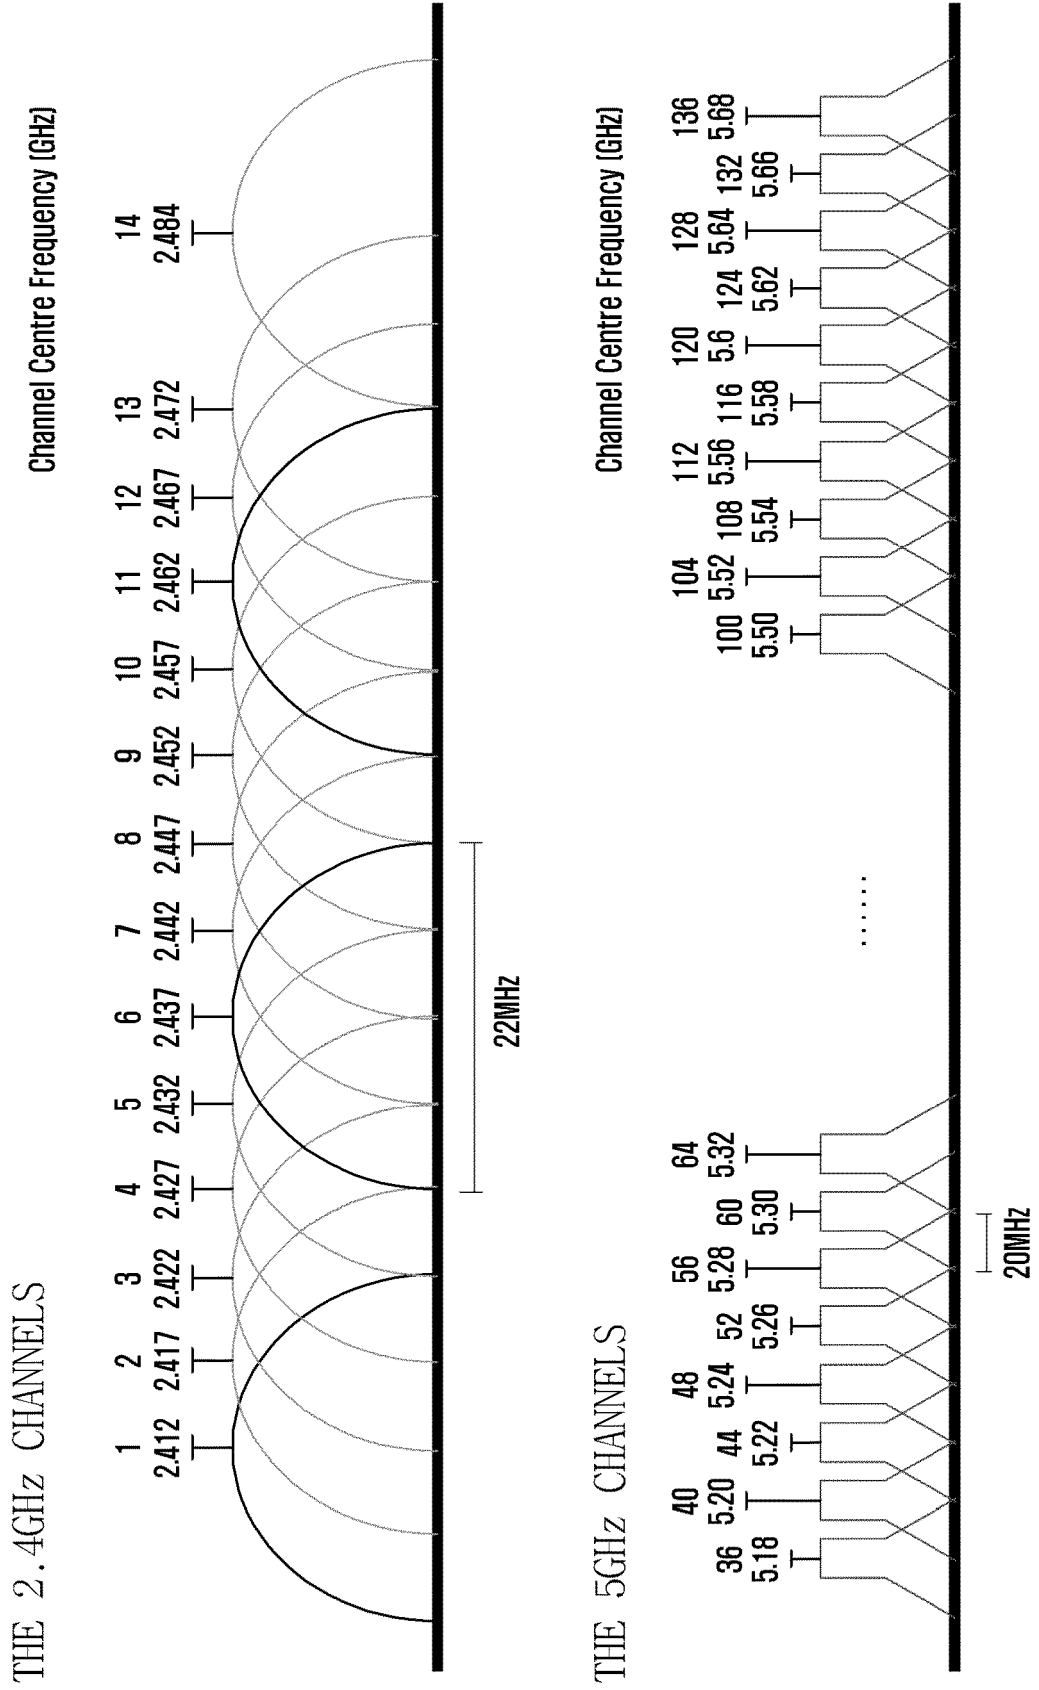 THE 2.4GHz CHANNELS
Channel Centre Frequency (GHz)
1 2 3 4 5 6 7 8 9 10 11 12 13 14
2.412 2.417 2.422 2.427 2.432 2.437 2.442 2.447 2.452 2.457 2.462 2.467 2.472 2.484
22MHz
THE 5GHz CHANNELS
Channel Centre Frequency (GHz)
40 48 56 64 104 112 120 128 136
5.20 5.24 5.28 5.32 5.52 5.56 5.6 5.64 5.68
36 44 52 60 100 108 116 124 132
5.18 5.22 5.26 5.30 5.50 5.54 5.58 5.62 5.66
......
20MHz